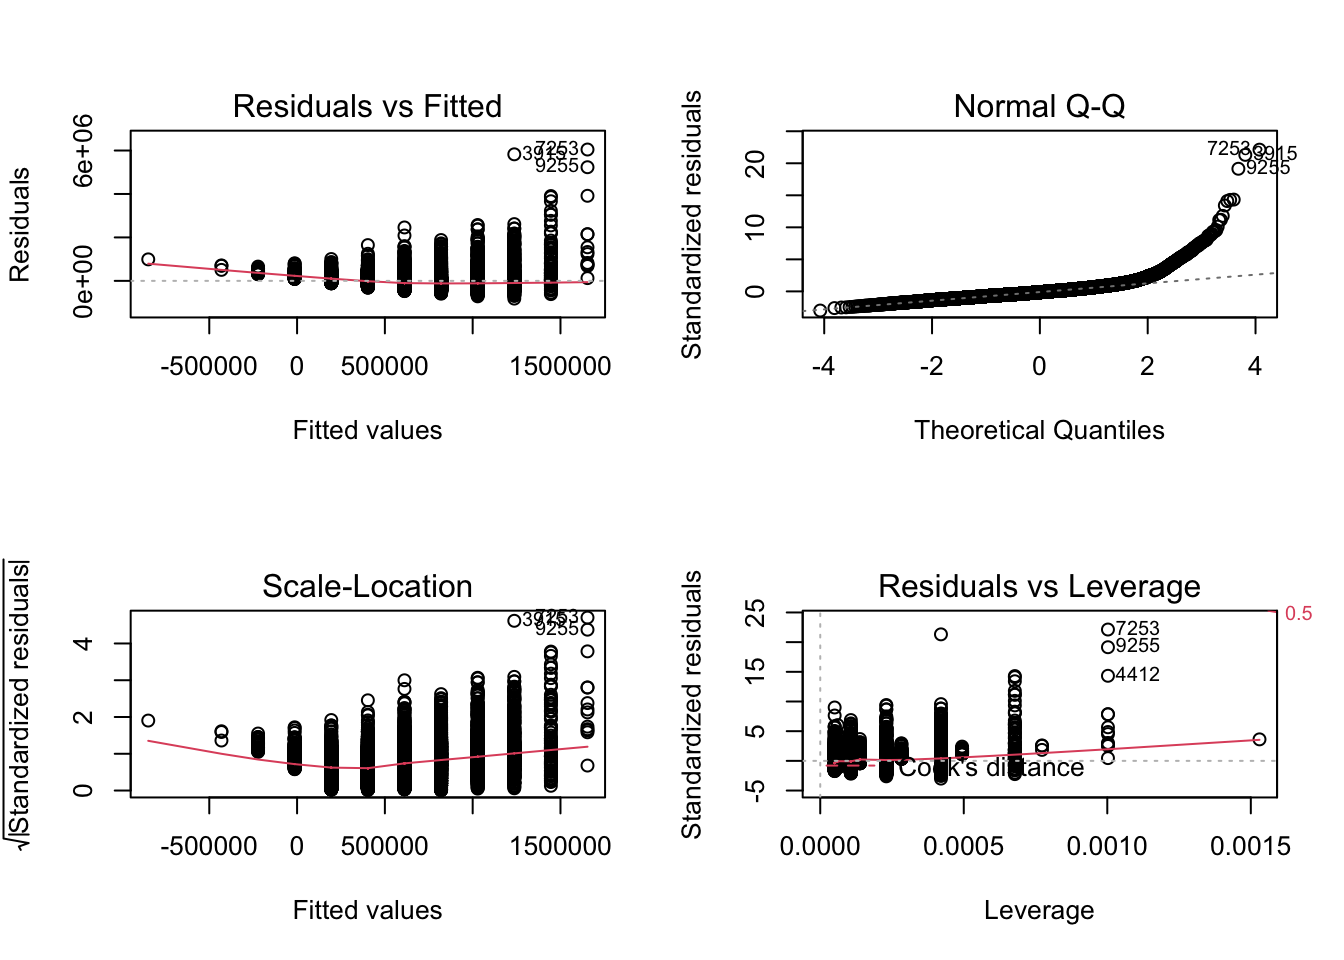 Residuals vs Fitted
Residuals
0e+00
6e+06
7253
3915
9255
-500000
0
500000
1500000
Fitted values
Normal Q-Q
Standardized residuals
0
10
20
7253
3915
9255
-4
-2
0
2
4
Theoretical Quantiles
Scale-Location
√|Standardized residuals|
0
2
4
7253
3915
9255
-500000
0
500000
1500000
Fitted values
Residuals vs Leverage
Standardized residuals
-5
5
15
25
0.5
7253
9255
4412
Cook's distance
0.0000
0.0005
0.0010
0.0015
Leverage